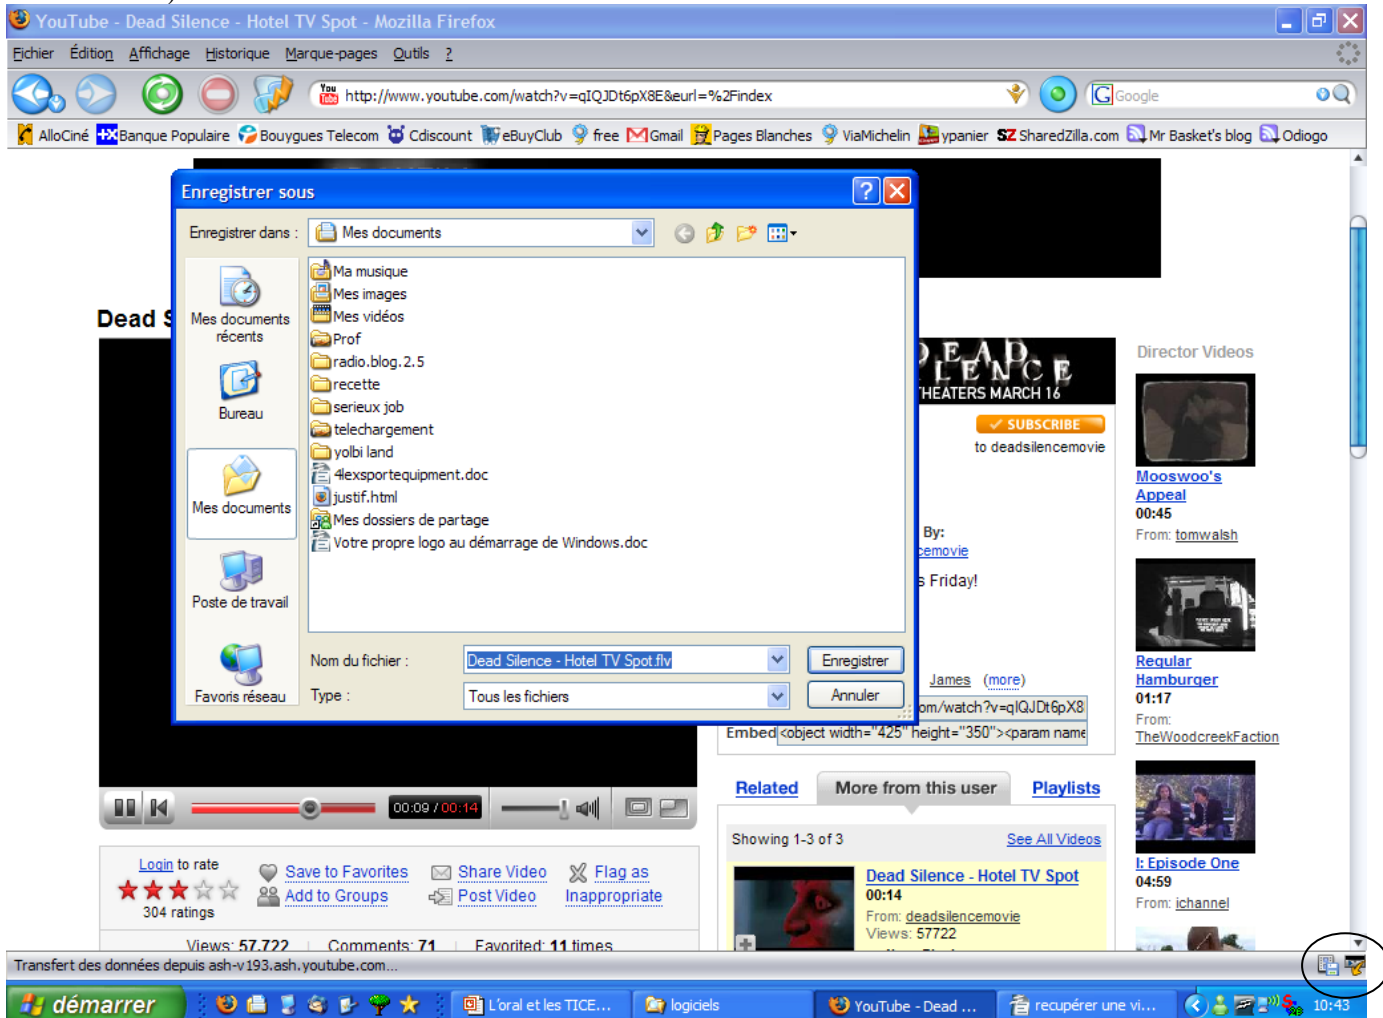 YouTube - Dead Silence - Hotel TV Spot - Mozilla Firefox
Fichier Édition Affichage Historique Marque-pages Outils ?
You Tube http://www.youtube.com/watch?v=qIQJDt6pX8E&eurl=%2Findex G Google
AlloCiné Banque Populaire Bouygues Telecom Cdiscount eBuyClub free Gmail Pages Blanches ViaMichelin ypanier SZ SharedZilla.com Mr Basket's blog Odiogo
Enregistrer sous
Enregistrer dans : Mes documents
Mes documents récents
Bureau
Mes documents
Poste de travail
Favoris réseau
Ma musique
Mes images
Mes vidéos
Prof
radio.blog.2.5
recette
serieux job
telechargement
yolbi land
4lexsportequipment.doc
justif.html
Mes dossiers de partage
Votre propre logo au démarrage de Windows.doc
Nom du fichier : Dead Silence - Hotel TV Spot.flv Enregistrer
Type : Tous les fichiers Annuler
Dead S
DEAD
LENCE
HEATERS MARCH 16
SUBSCRIBE
to deadsilencemovie
By:
cemovie
s Friday!
James (more)
om/watch?v=qIQJDt6pX8
Embed <object width="425" height="350"><param name
Director Videos
Mooswoo's
Appeal
00:45
From: tomwalsh
Regular
Hamburger
01:17
From:
TheWoodcreekFaction
I: Episode One
04:59
From: ichannel
00:09 / 00:14
Login to rate
304 ratings
Save to Favorites Share Video Flag as
Add to Groups Post Video Inappropriate
Views: 57,722 | Comments: 71 | Favorited: 11 times
Related More from this user Playlists
Showing 1-3 of 3 See All Videos
Dead Silence - Hotel TV Spot
00:14
From: deadsilencemovie
Views: 57722
Transfert des données depuis ash-v193.ash.youtube.com...
démarrer L'oral et les TICE... logiciels YouTube - Dead ... recupérer une vi... 10:43